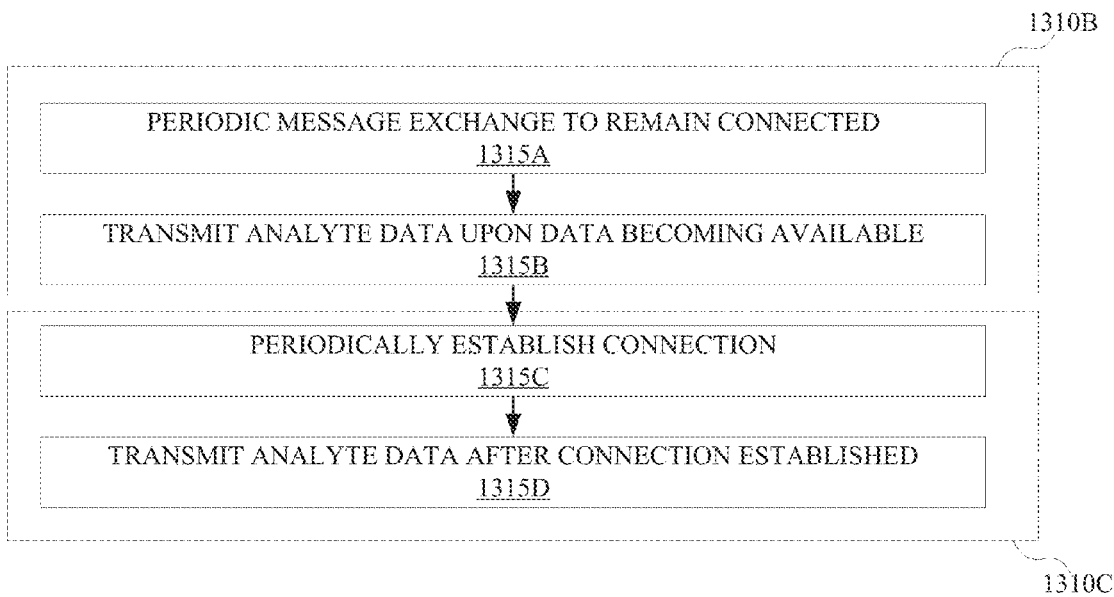 1310B
PERIODIC MESSAGE EXCHANGE TO REMAIN CONNECTED
1315A
TRANSMIT ANALYTE DATA UPON DATA BECOMING AVAILABLE
1315B
PERIODICALLY ESTABLISH CONNECTION
1315C
TRANSMIT ANALYTE DATA AFTER CONNECTION ESTABLISHED
1315D
1310C